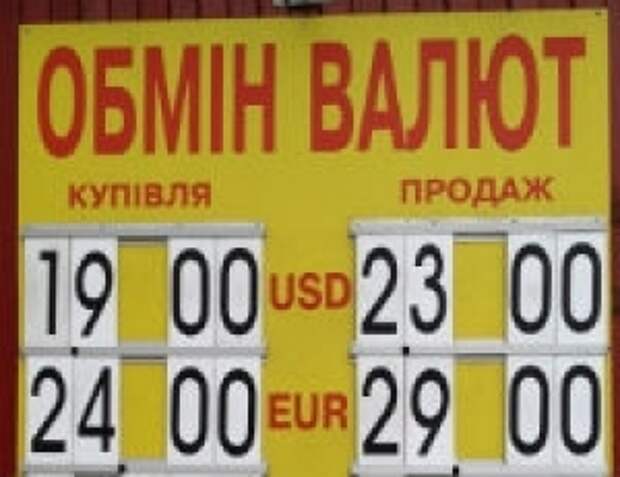 ОБМІН ВАЛЮТ
КУПІВЛЯ ПРОДАЖ
19 00 USD 23 00
24 00 EUR 29 00